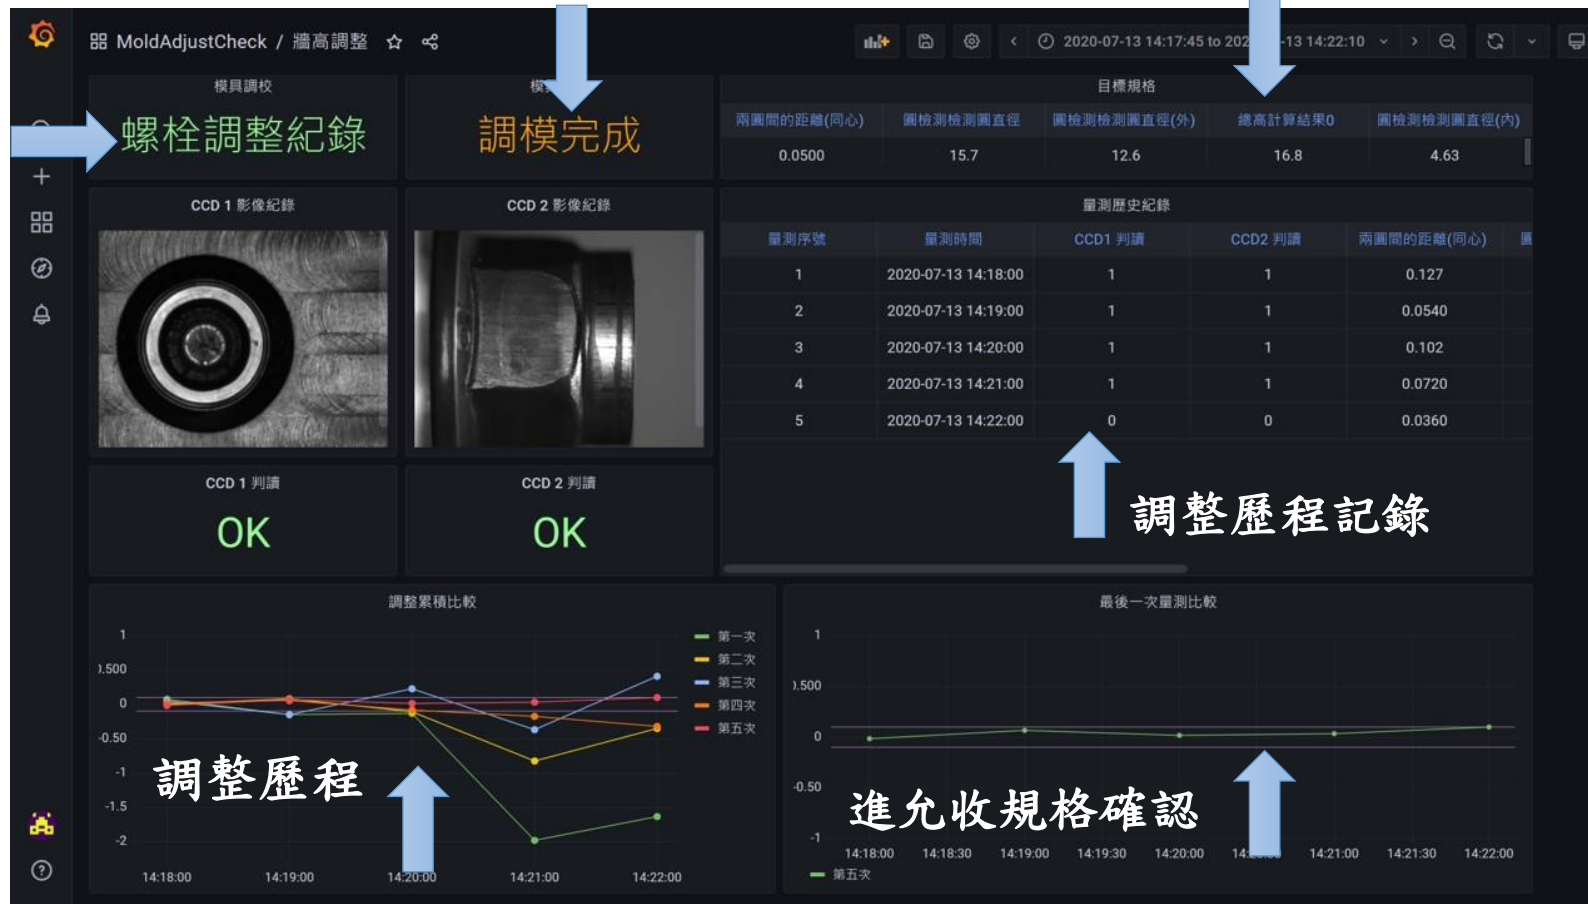 MoldAdjustCheck / 牆高調整
2020-07-13 14:17:45 to 202 -13 14:22:10
模具調校
螺栓調整紀錄
模
調模完成
目標規格
兩圓間的距離(同心) 圓檢測檢測圓直徑 圓檢測檢測圓直徑(外) 總高計算結果0 圓檢測檢測圓直徑(內)
0.0500 15.7 12.6 16.8 4.63
CCD 1 影像紀錄
CCD 2 影像紀錄
量測歷史紀錄
量測序號 量測時間 CCD1 判讀 CCD2 判讀 兩圓間的距離(同心)
1 2020-07-13 14:18:00 1 1 0.127
2 2020-07-13 14:19:00 1 1 0.0540
3 2020-07-13 14:20:00 1 1 0.102
4 2020-07-13 14:21:00 1 1 0.0720
5 2020-07-13 14:22:00 0 0 0.0360
調整歷程記錄
CCD 1 判讀
OK
CCD 2 判讀
OK
調整累積比較
1
0.500
0
-0.50
-1
-1.5
-2
14:18:00 14:19:00 14:20:00 14:21:00 14:22:00
第一次
第二次
第三次
第四次
第五次
調整歷程
最後一次量測比較
1
0.500
0
-0.50
-1
14:18:00 14:18:30 14:19:00 14:19:30 14:20:00 14:21:00 14:21:30 14:22:00
第五次
進允收規格確認